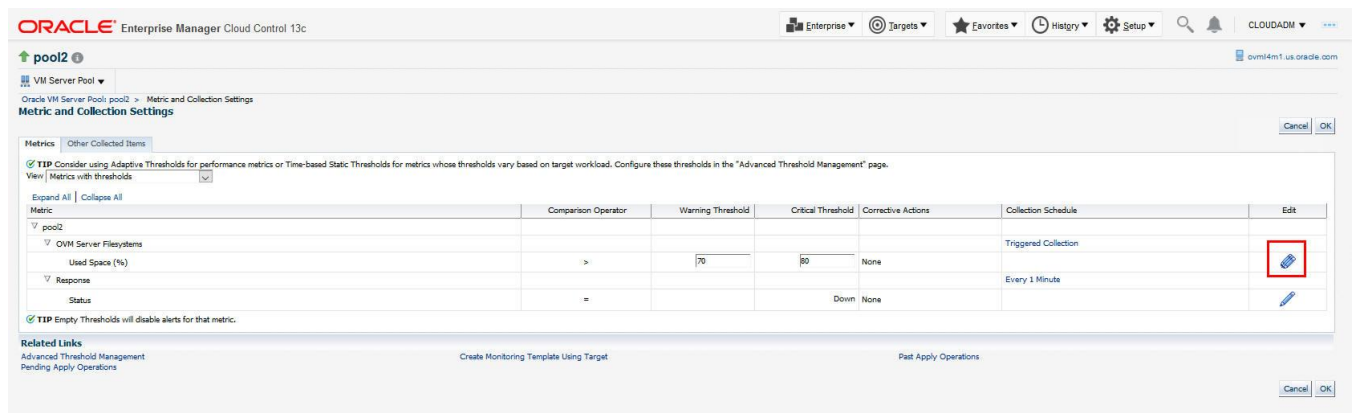 ORACLE Enterprise Manager Cloud Control 13c Enterprise Targets Favorites History Setup CLOUDADM
pool2 ovml4m1.us.oracle.com
VM Server Pool
Oracle VM Server Pool: pool2 > Metric and Collection Settings
Metric and Collection Settings
Cancel OK
Metrics Other Collected Items
TIP Consider using Adaptive Thresholds for performance metrics or Time-based Static Thresholds for metrics whose thresholds vary based on target workload. Configure these thresholds in the "Advanced Threshold Management" page.
View Metrics with thresholds
Expand All | Collapse All
Metric Comparison Operator Warning Threshold Critical Threshold Corrective Actions Collection Schedule Edit
pool2
OVM Server Filesystems Triggered Collection
Used Space (%) > 70 80 None
Response Every 1 Minute
Status = Down None
TIP Empty Thresholds will disable alerts for that metric.
Related Links
Advanced Threshold Management Create Monitoring Template Using Target Past Apply Operations
Pending Apply Operations
Cancel OK